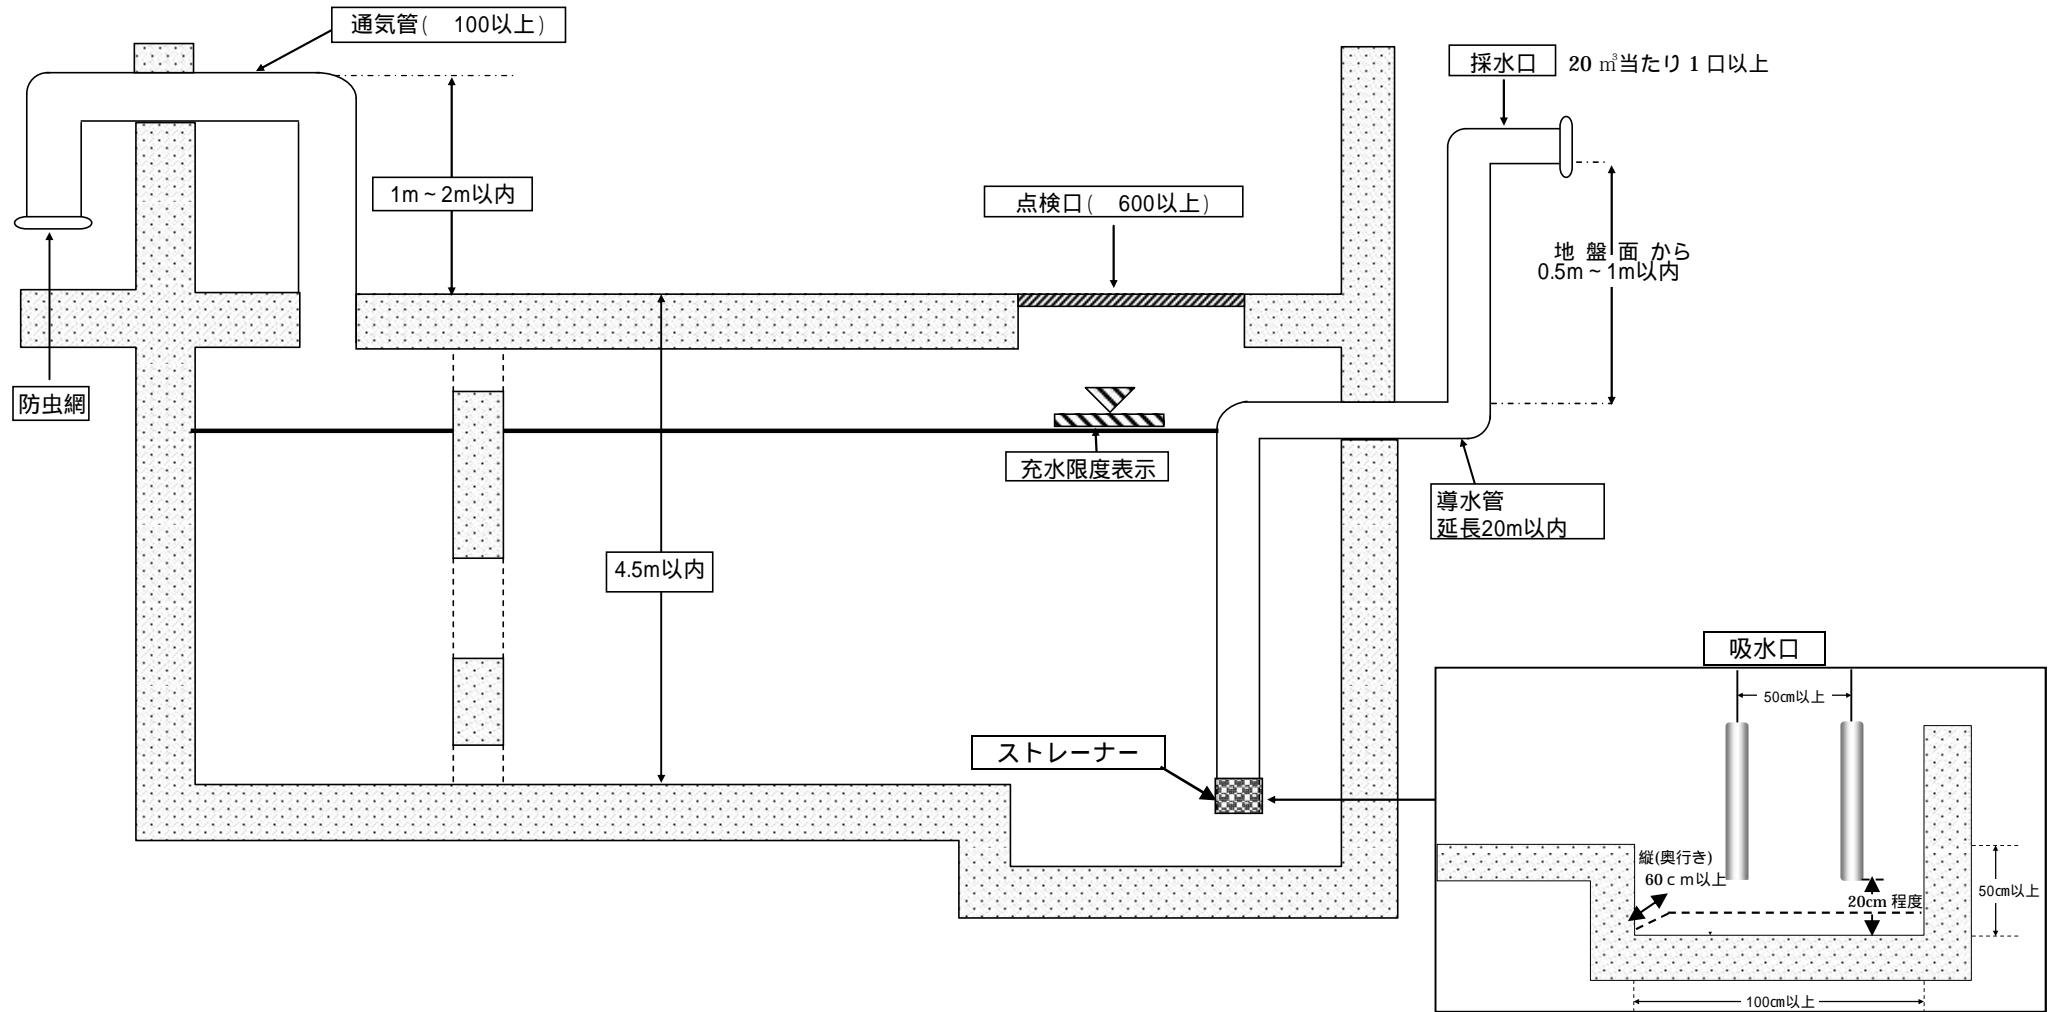 通気管( 100以上)
採水口
20 ㎥当たり 1 口以上
1m~2m以内
点検口( 600以上)
地盤面から
0.5m~1m以内
防虫網
充水限度表示
導水管
延長20m以内
4.5m以内
ストレーナー
吸水口
50㎝以上
縦(奥行き)
60cm以上
20cm 程度
50㎝以上
100㎝以上